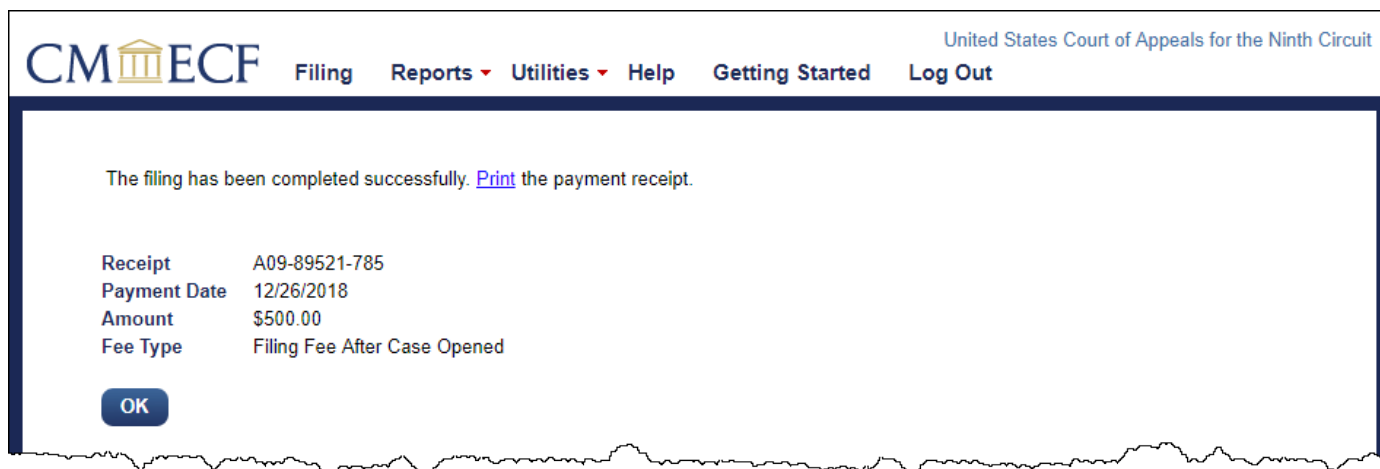 United States Court of Appeals for the Ninth Circuit
CM ECF Filing Reports Utilities Help Getting Started Log Out
The filing has been completed successfully. Print the payment receipt.
Receipt A09-89521-785
Payment Date 12/26/2018
Amount $500.00
Fee Type Filing Fee After Case Opened
OK